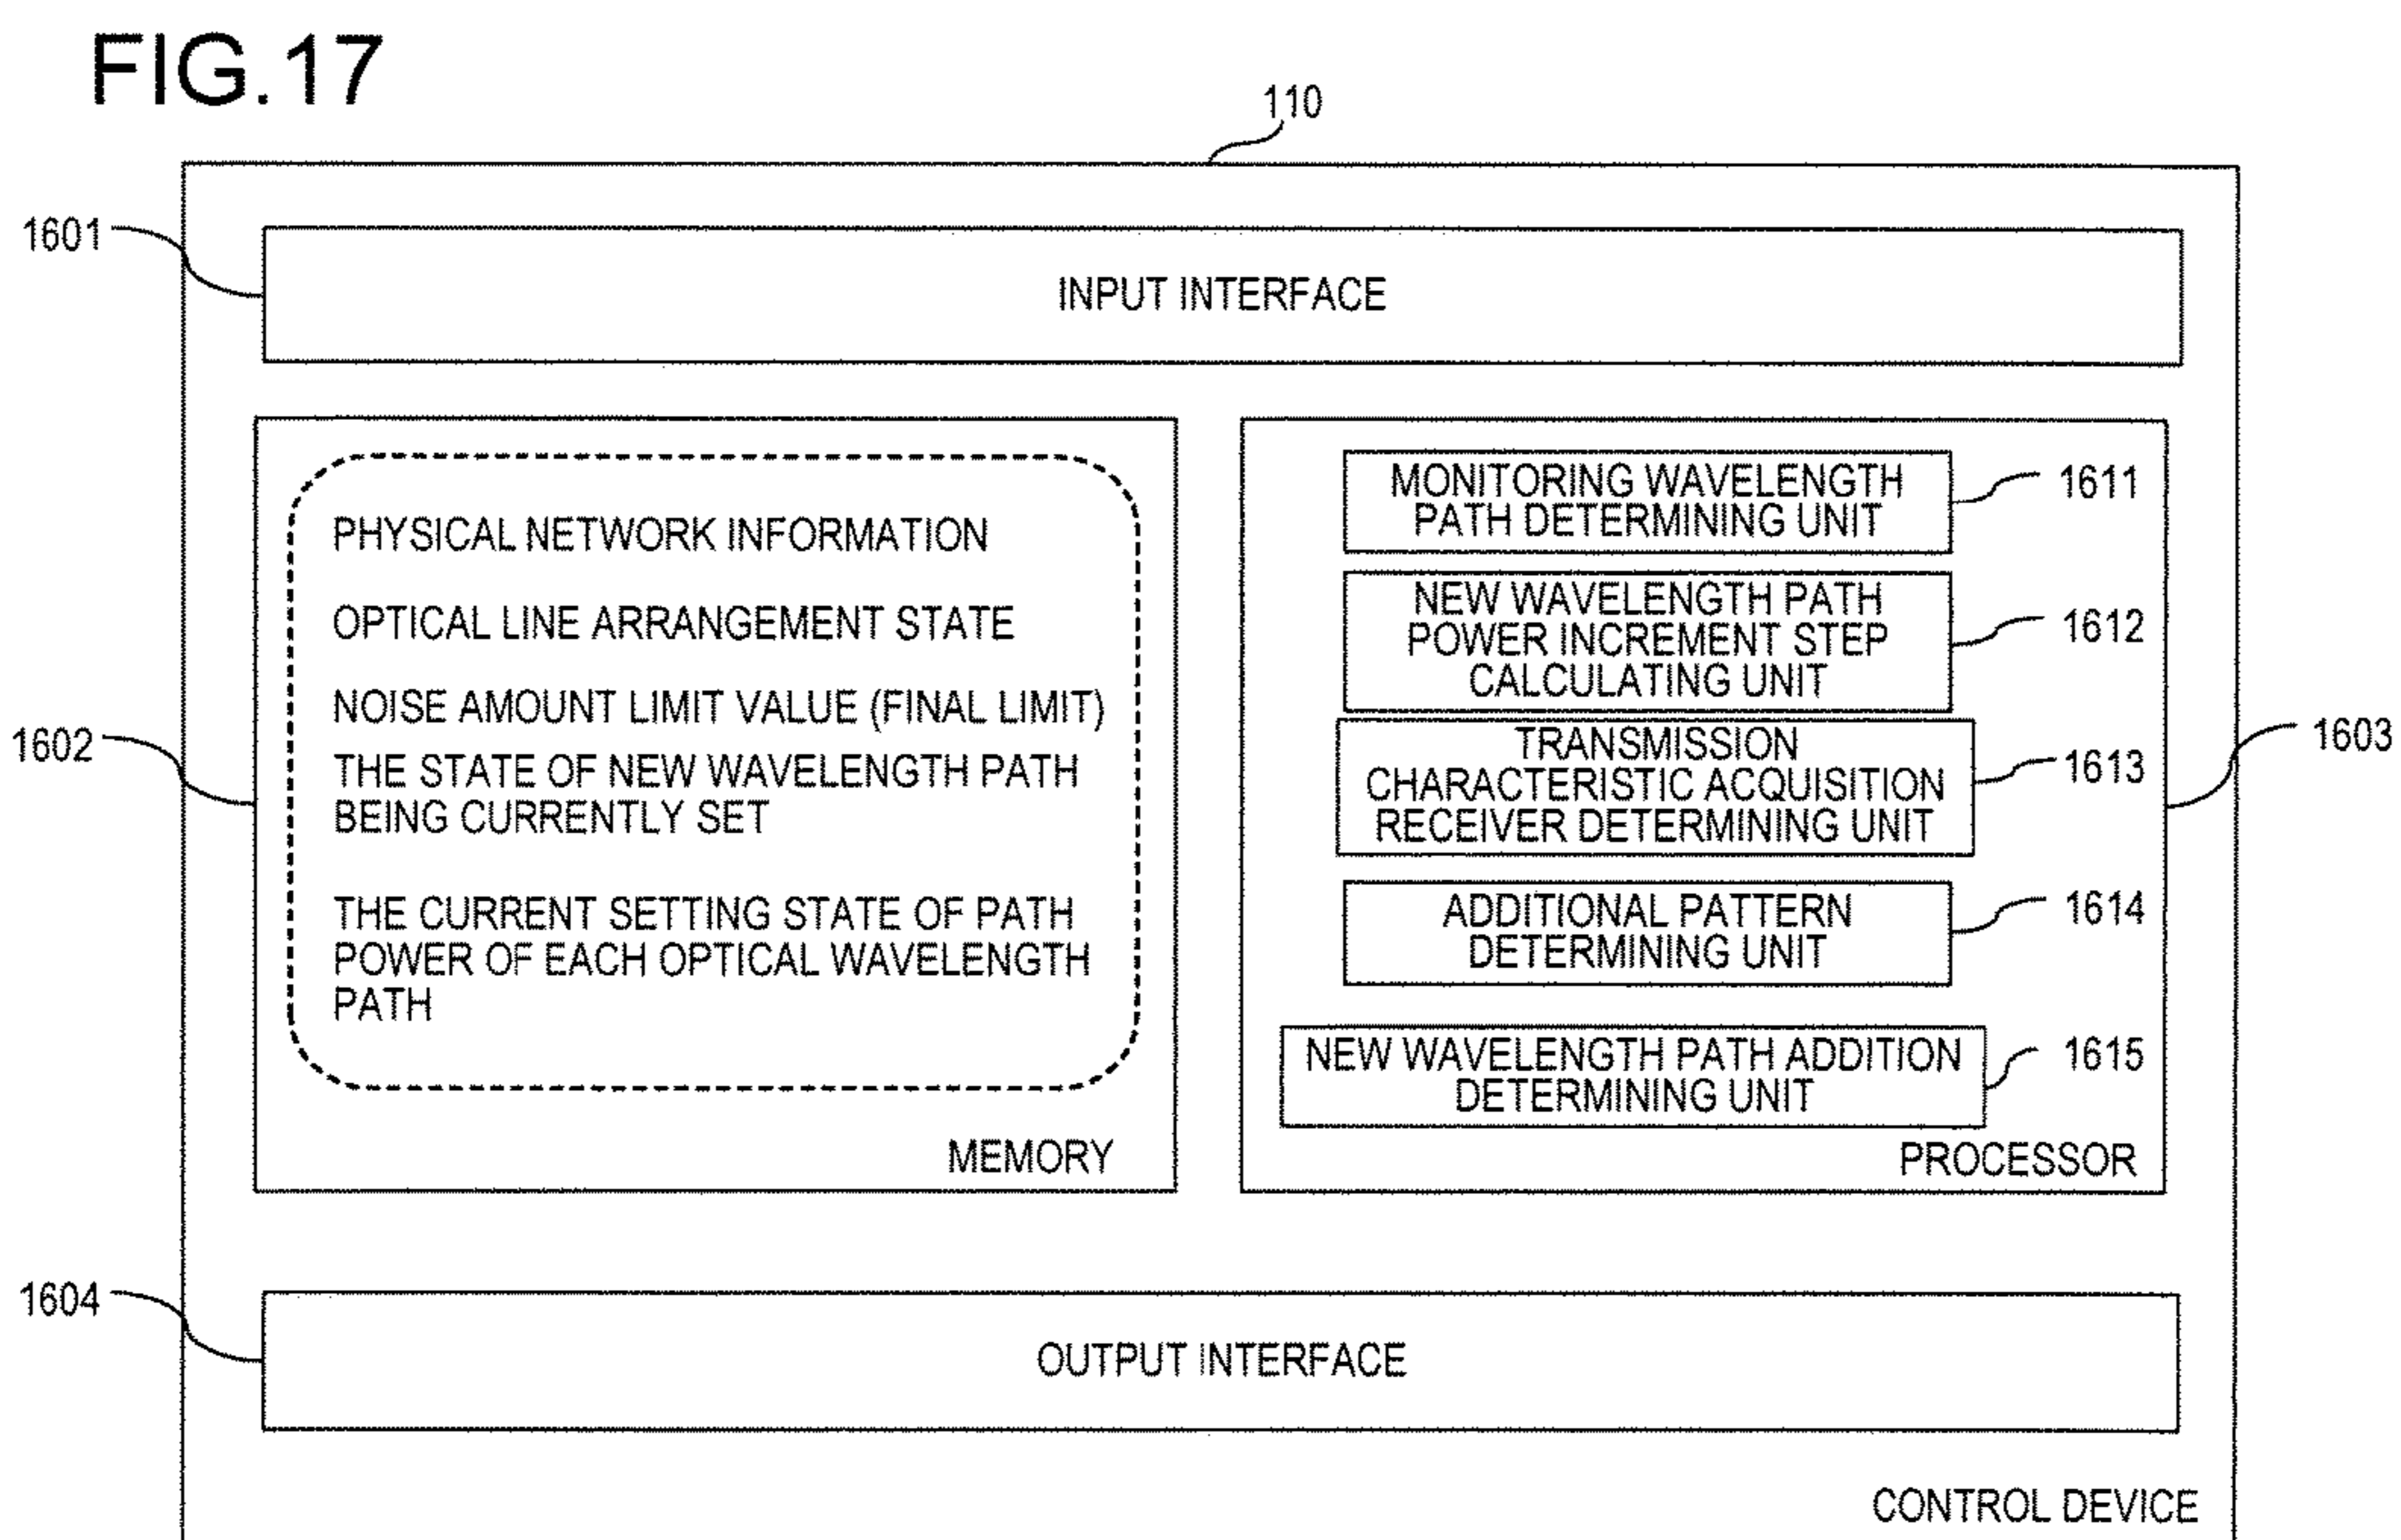 FIG.17
110
1601
INPUT INTERFACE
1602
PHYSICAL NETWORK INFORMATION
OPTICAL LINE ARRANGEMENT STATE
NOISE AMOUNT LIMIT VALUE (FINAL LIMIT)
THE STATE OF NEW WAVELENGTH PATH
BEING CURRENTLY SET
THE CURRENT SETTING STATE OF PATH
POWER OF EACH OPTICAL WAVELENGTH
PATH
MEMORY
MONITORING WAVELENGTH
PATH DETERMINING UNIT
1611
NEW WAVELENGTH PATH
POWER INCREMENT STEP
CALCULATING UNIT
1612
TRANSMISSION
CHARACTERISTIC ACQUISITION
RECEIVER DETERMINING UNIT
1613
1603
ADDITIONAL PATTERN
DETERMINING UNIT
1614
NEW WAVELENGTH PATH ADDITION
DETERMINING UNIT
1615
PROCESSOR
1604
OUTPUT INTERFACE
CONTROL DEVICE